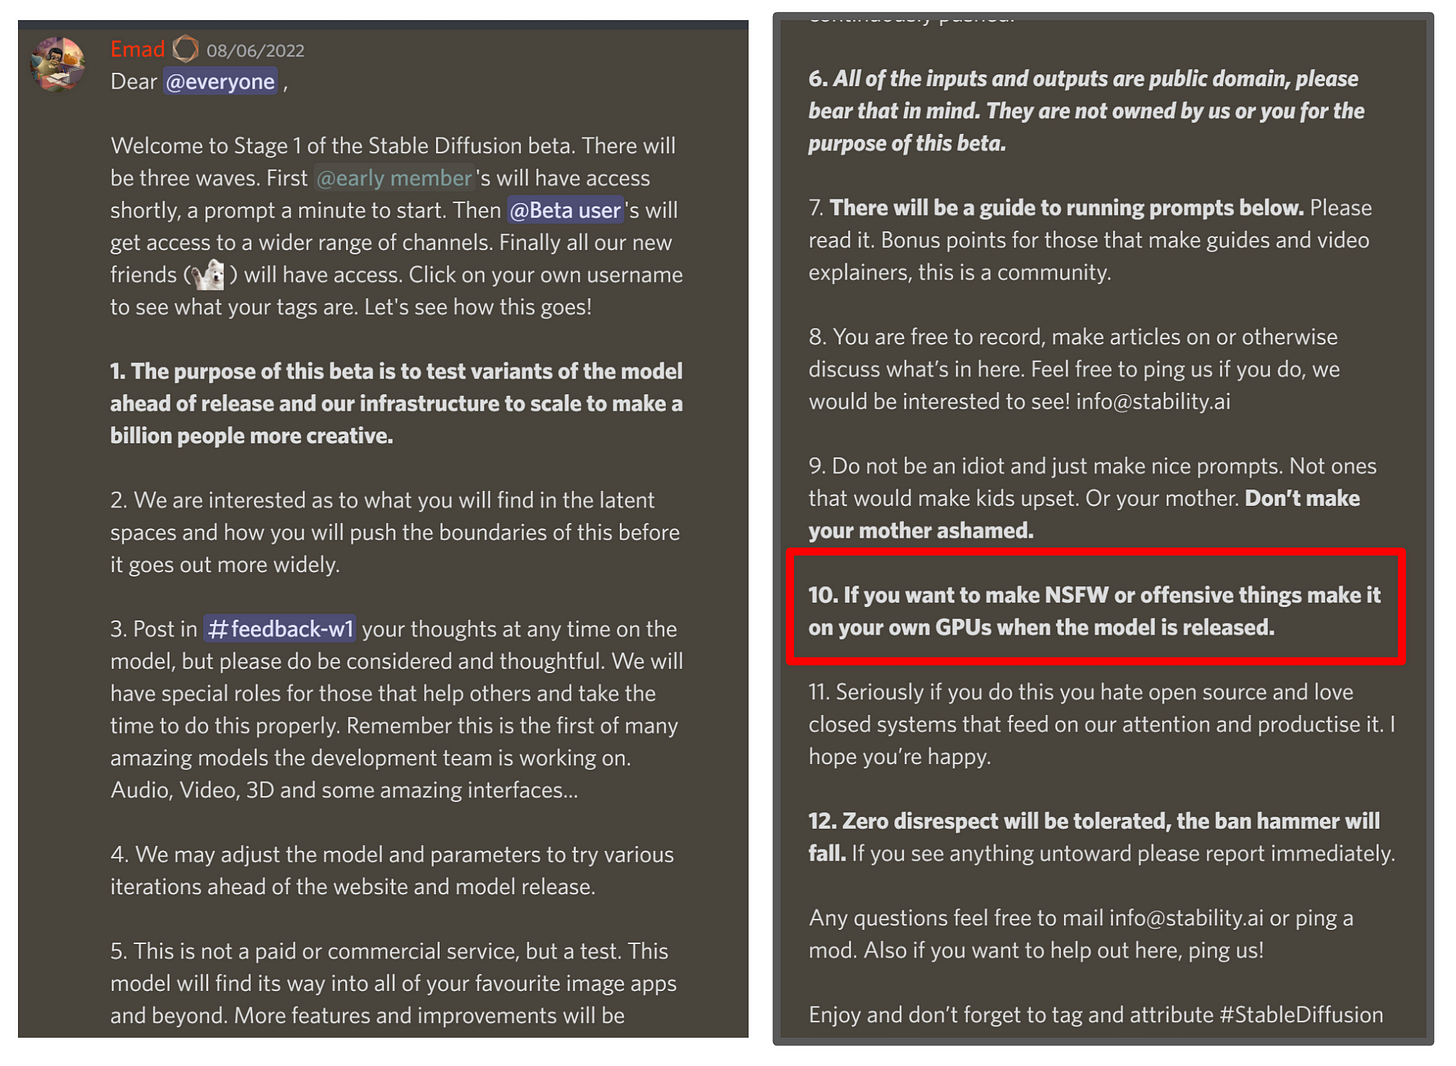 Emad 08/06/2022
Dear @everyone ,
Welcome to Stage 1 of the Stable Diffusion beta. There will
be three waves. First @early member's will have access
shortly, a prompt a minute to start. Then @Beta user's will
get access to a wider range of channels. Finally all our new
friends ( ) will have access. Click on your own username
to see what your tags are. Let's see how this goes!
1. The purpose of this beta is to test variants of the model
ahead of release and our infrastructure to scale to make a
billion people more creative.
2. We are interested as to what you will find in the latent
spaces and how you will push the boundaries of this before
it goes out more widely.
3. Post in #feedback-w1 your thoughts at any time on the
model, but please do be considered and thoughtful. We will
have special roles for those that help others and take the
time to do this properly. Remember this is the first of many
amazing models the development team is working on.
Audio, Video, 3D and some amazing interfaces...
4. We may adjust the model and parameters to try various
iterations ahead of the website and model release.
5. This is not a paid or commercial service, but a test. This
model will find its way into all of your favourite image apps
and beyond. More features and improvements will be
continuously pushed.
6. All of the inputs and outputs are public domain, please
bear that in mind. They are not owned by us or you for the
purpose of this beta.
7. There will be a guide to running prompts below. Please
read it. Bonus points for those that make guides and video
explainers, this is a community.
8. You are free to record, make articles on or otherwise
discuss what's in here. Feel free to ping us if you do, we
would be interested to see! info@stability.ai
9. Do not be an idiot and just make nice prompts. Not ones
that would make kids upset. Or your mother. Don't make
your mother ashamed.
10. If you want to make NSFW or offensive things make it
on your own GPUs when the model is released.
11. Seriously if you do this you hate open source and love
closed systems that feed on our attention and productise it. I
hope you're happy.
12. Zero disrespect will be tolerated, the ban hammer will
fall. If you see anything untoward please report immediately.
Any questions feel free to mail info@stability.ai or ping a
mod. Also if you want to help out here, ping us!
Enjoy and don't forget to tag and attribute #StableDiffusion